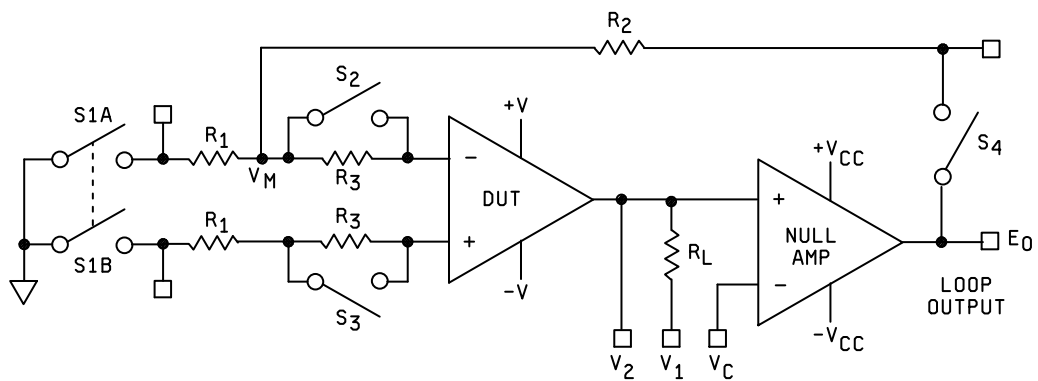 R2
S2
S1A
+V
R1
S4
+VCC
−
VM
R3
DUT
+
R1
R3
NULL
AMP
E0
+
RL
S1B
−V
−
LOOP
OUTPUT
S3
−VCC
V2
V1
VC